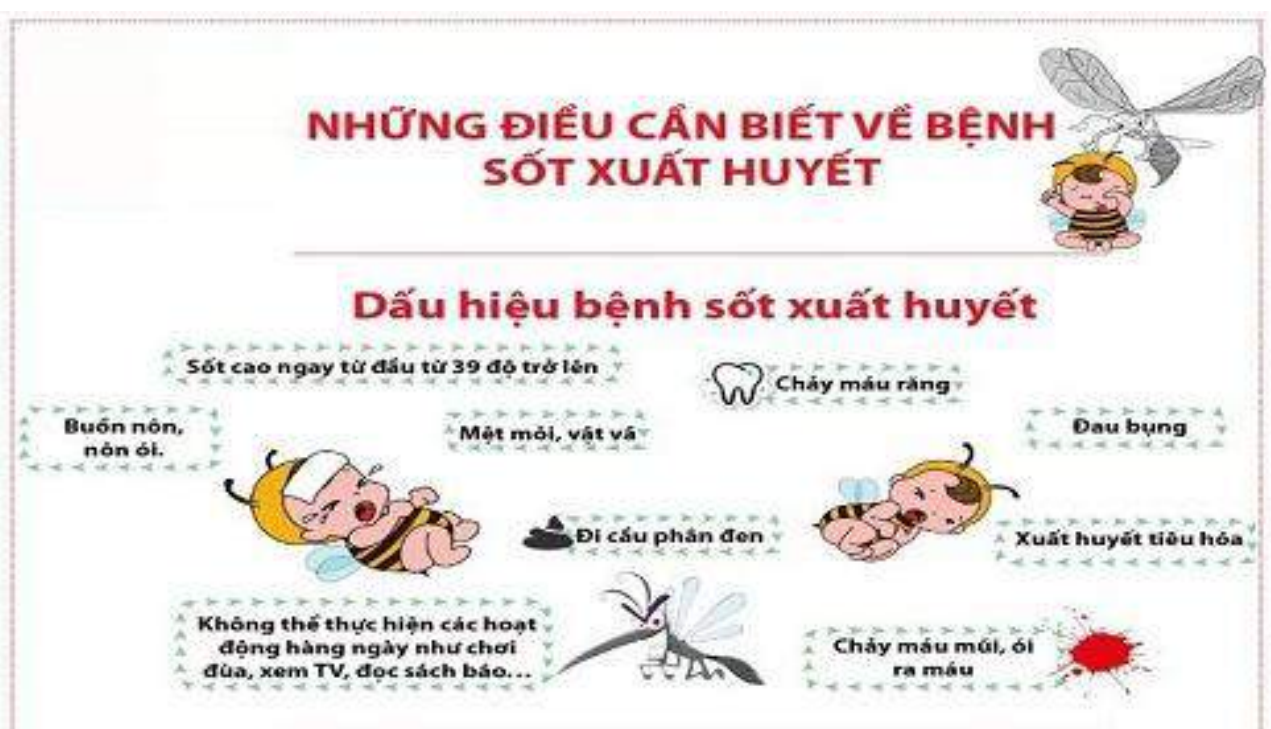 NHỮNG ĐIỀU CẦN BIẾT VỀ BỆNH
SỐT XUẤT HUYẾT
Dấu hiệu bệnh sốt xuất huyết
Sốt cao ngay từ đầu từ 39 độ trở lên
Chảy máu răng
Buồn nôn,
nôn ói.
Mệt mỏi, vật vã
Đau bụng
Đi cầu phân đen
Xuất huyết tiêu hóa
Không thể thực hiện các hoạt
động hàng ngày như chơi
đùa, xem TV, đọc sách báo...
Chảy máu mũi, ói
ra máu